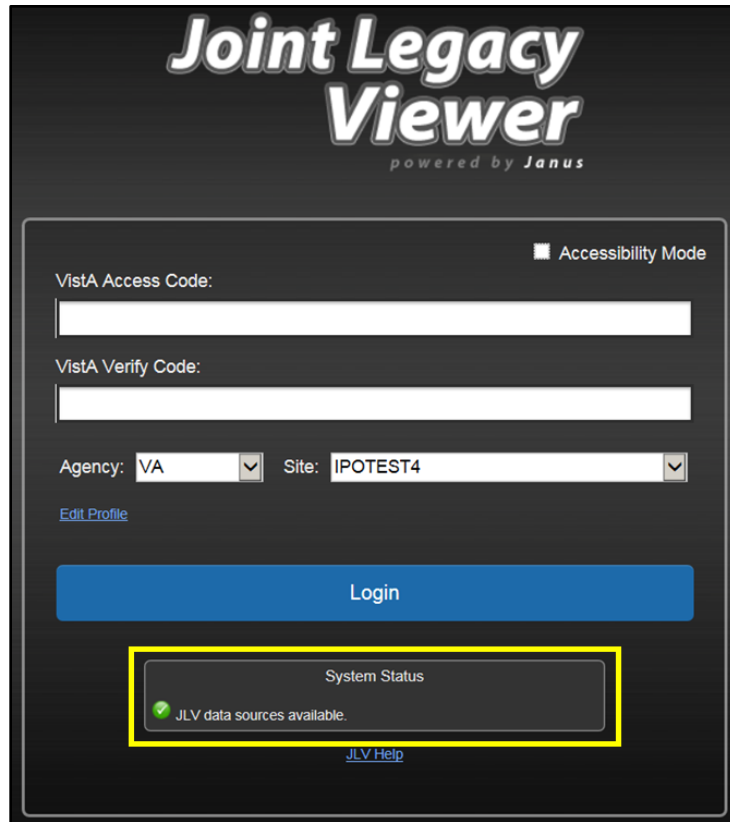 Joint Legacy
Viewer
powered by Janus
Accessibility Mode
VistA Access Code:
VistA Verify Code:
Agency: VA Site: IPOTEST4
Edit Profile
Login
System Status
JLV data sources available.
JLV Help